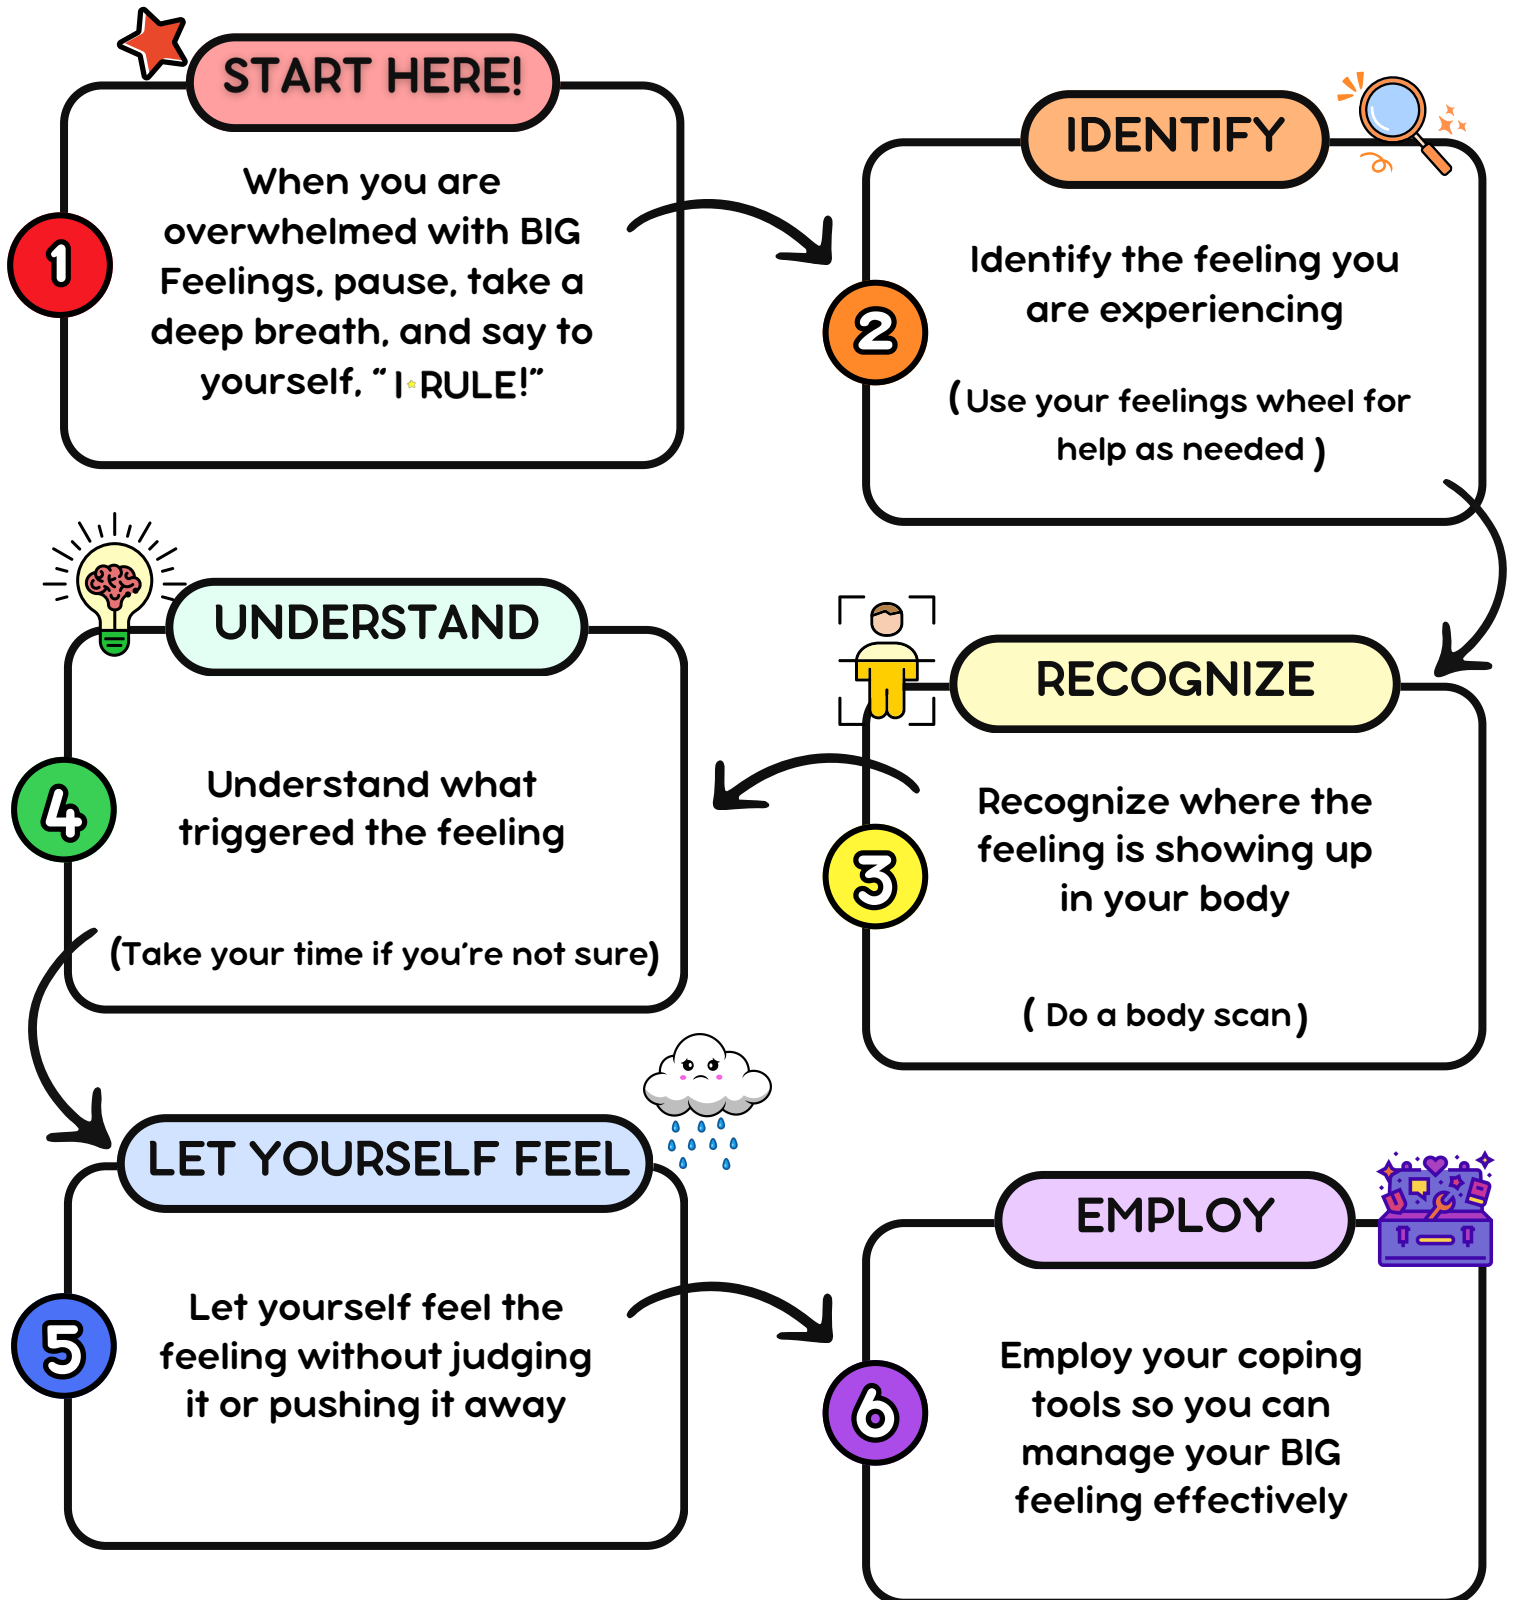 START HERE!
1
When you are
overwhelmed with BIG
Feelings, pause, take a
deep breath, and say to
yourself, “ I RULE!”
IDENTIFY
2
Identify the feeling you
are experiencing
(Use your feelings wheel for
help as needed )
RECOGNIZE
3
Recognize where the
feeling is showing up
in your body
( Do a body scan)
UNDERSTAND
4
Understand what
triggered the feeling
(Take your time if you’re not sure)
LET YOURSELF FEEL
5
Let yourself feel the
feeling without judging
it or pushing it away
EMPLOY
6
Employ your coping
tools so you can
manage your BIG
feeling effectively